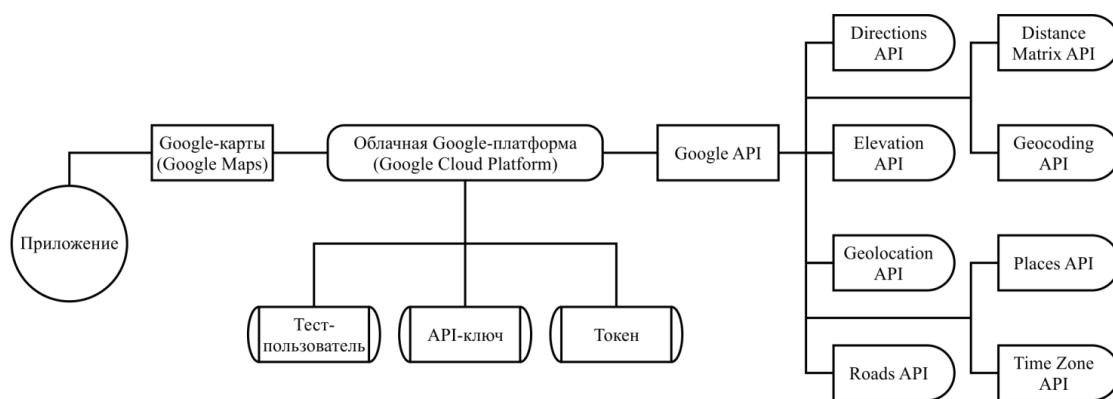 Directions
API
Distance
Matrix API
Google-карты
(Google Maps)
Облачная Google-платформа
(Google Cloud Platform)
Google API
Elevation
API
Geocoding
API
Приложение
Geolocation
API
Places API
Тест-
пользователь
API-ключ
Токен
Roads API
Time Zone
API